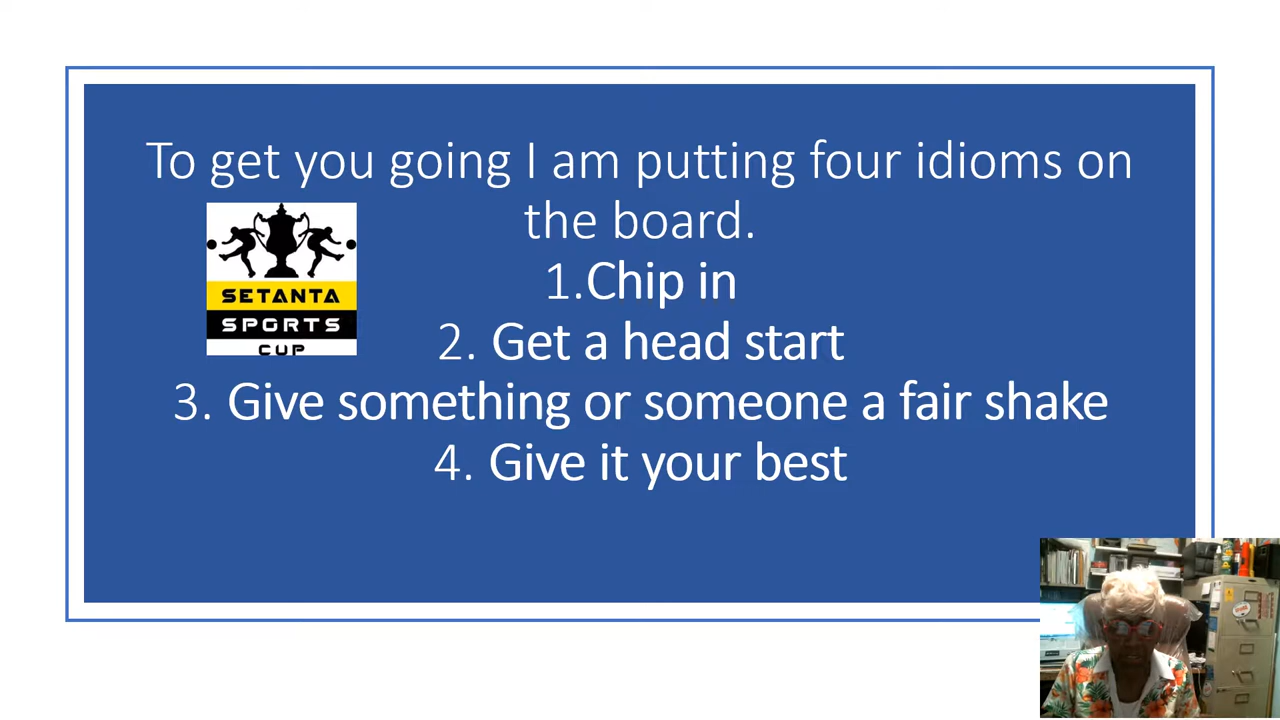 To get you going I am putting four idioms on
the board.
1.Chip in
2. Get a head start
3. Give something or someone a fair shake
4. Give it your best
SETANTA
SPORTS
CUP